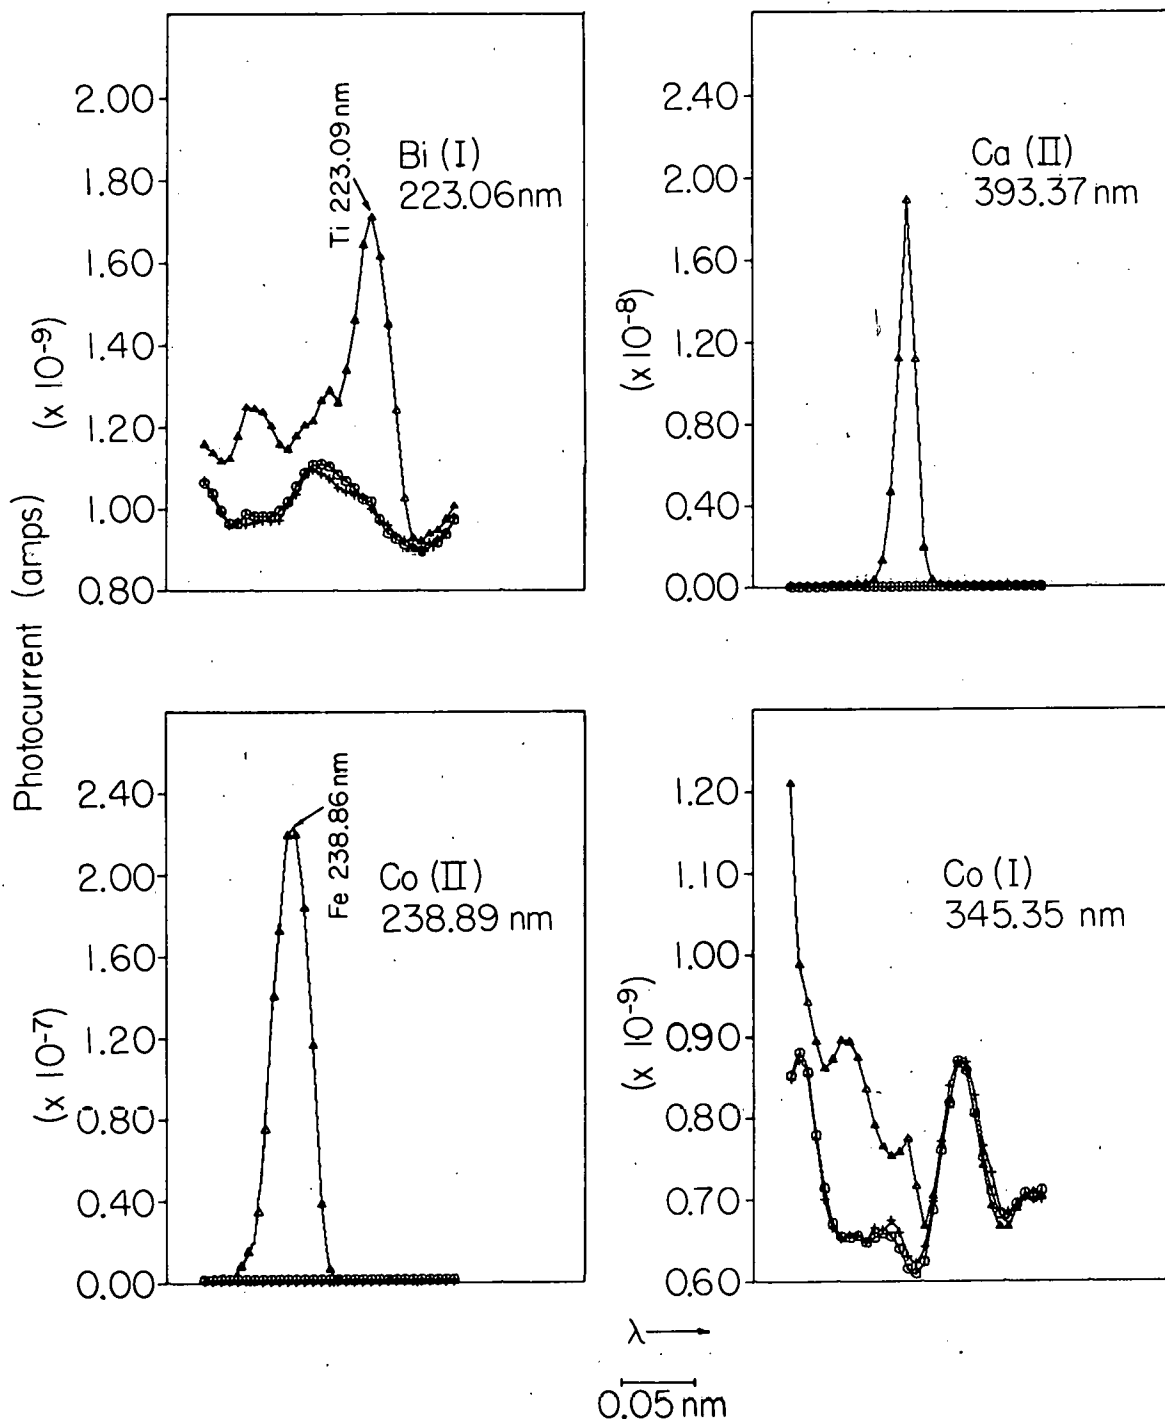 Photocurrent (amps)
(x 10-9)
2.00
1.80
1.60
1.40
1.20
1.00
0.80
Ti 223.09 nm
Bi (I)
223.06nm
(x 10-8)
2.40
2.00
1.60
1.20
0.80
0.40
0.00
Ca (II)
393.37 nm
(x 10-7)
2.40
2.00
1.60
1.20
0.80
0.40
0.00
Fe 238.86 nm
Co (II)
238.89 nm
(x 10-9)
1.20
1.10
1.00
0.90
0.80
0.70
0.60
Co (I)
345.35 nm
λ
0.05 nm